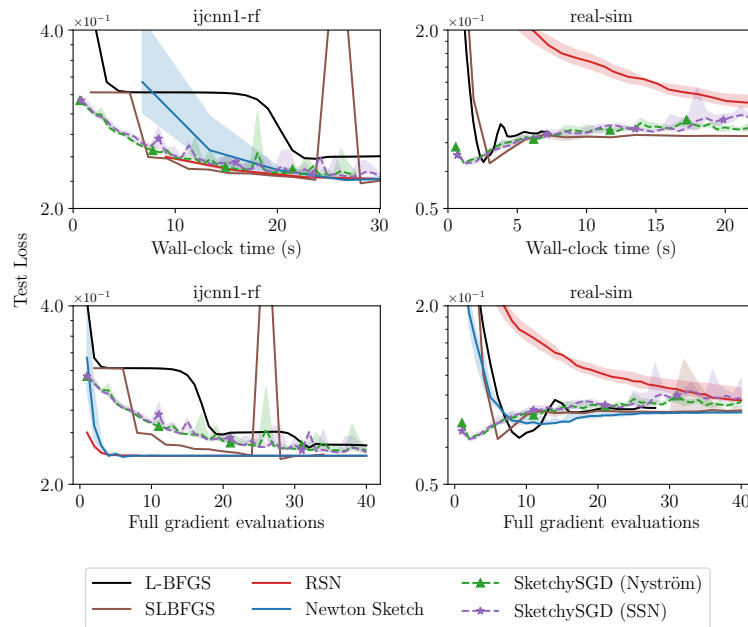 ijcnn1-rf
real-sim
×10⁻¹
4.0
2.0
0
10
20
30
Wall-clock time (s)
×10⁻¹
2.0
0.5
0
5
10
15
20
Wall-clock time (s)
Test Loss
ijcnn1-rf
real-sim
×10⁻¹
4.0
2.0
0
10
20
30
40
Full gradient evaluations
×10⁻¹
2.0
0.5
0
10
20
30
40
Full gradient evaluations
L-BFGS
RSN
SketchySGD (Nyström)
SLBFGS
Newton Sketch
SketchySGD (SSN)